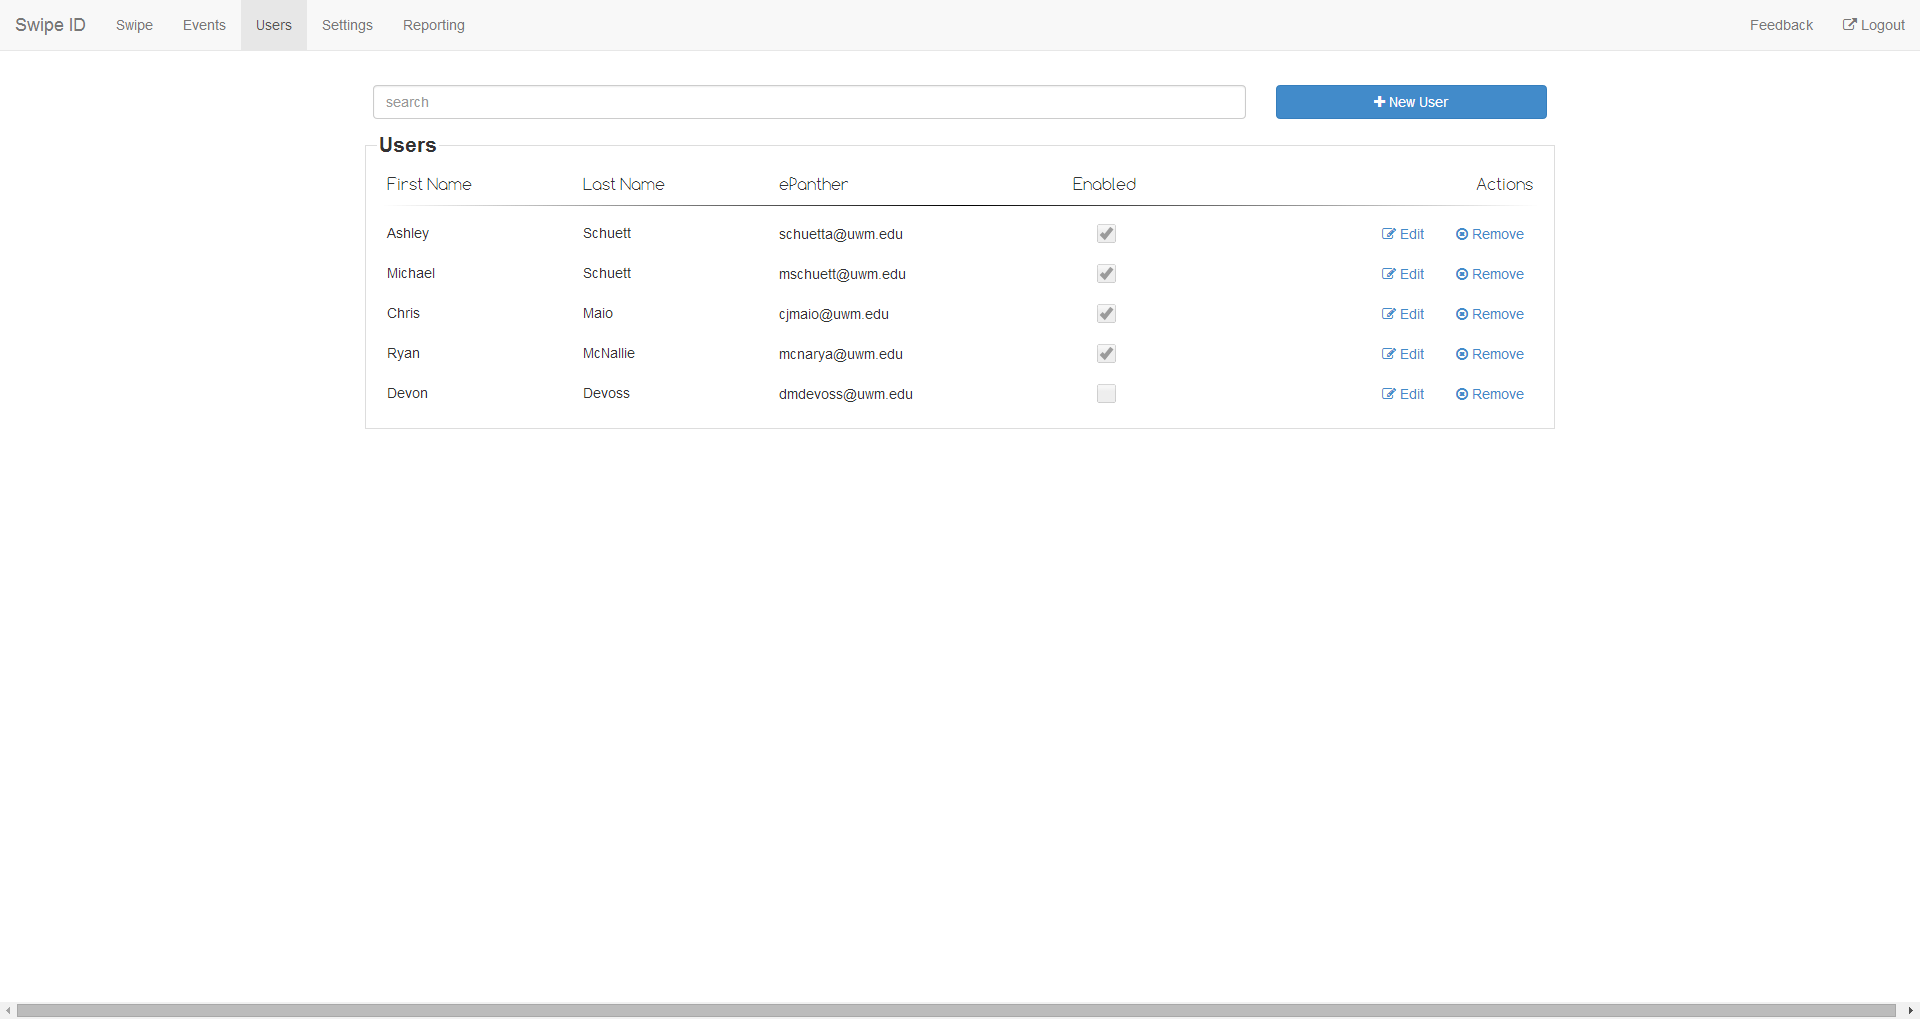 Swipe ID Swipe Events Users Settings Reporting Feedback Logout
search New User
Users
First Name Last Name ePanther Enabled Actions
Ashley Schuett schuetta@uwm.edu Edit Remove
Michael Schuett mschuett@uwm.edu Edit Remove
Chris Maio cjmaio@uwm.edu Edit Remove
Ryan McNallie mcnarya@uwm.edu Edit Remove
Devon Devoss dmdevoss@uwm.edu Edit Remove